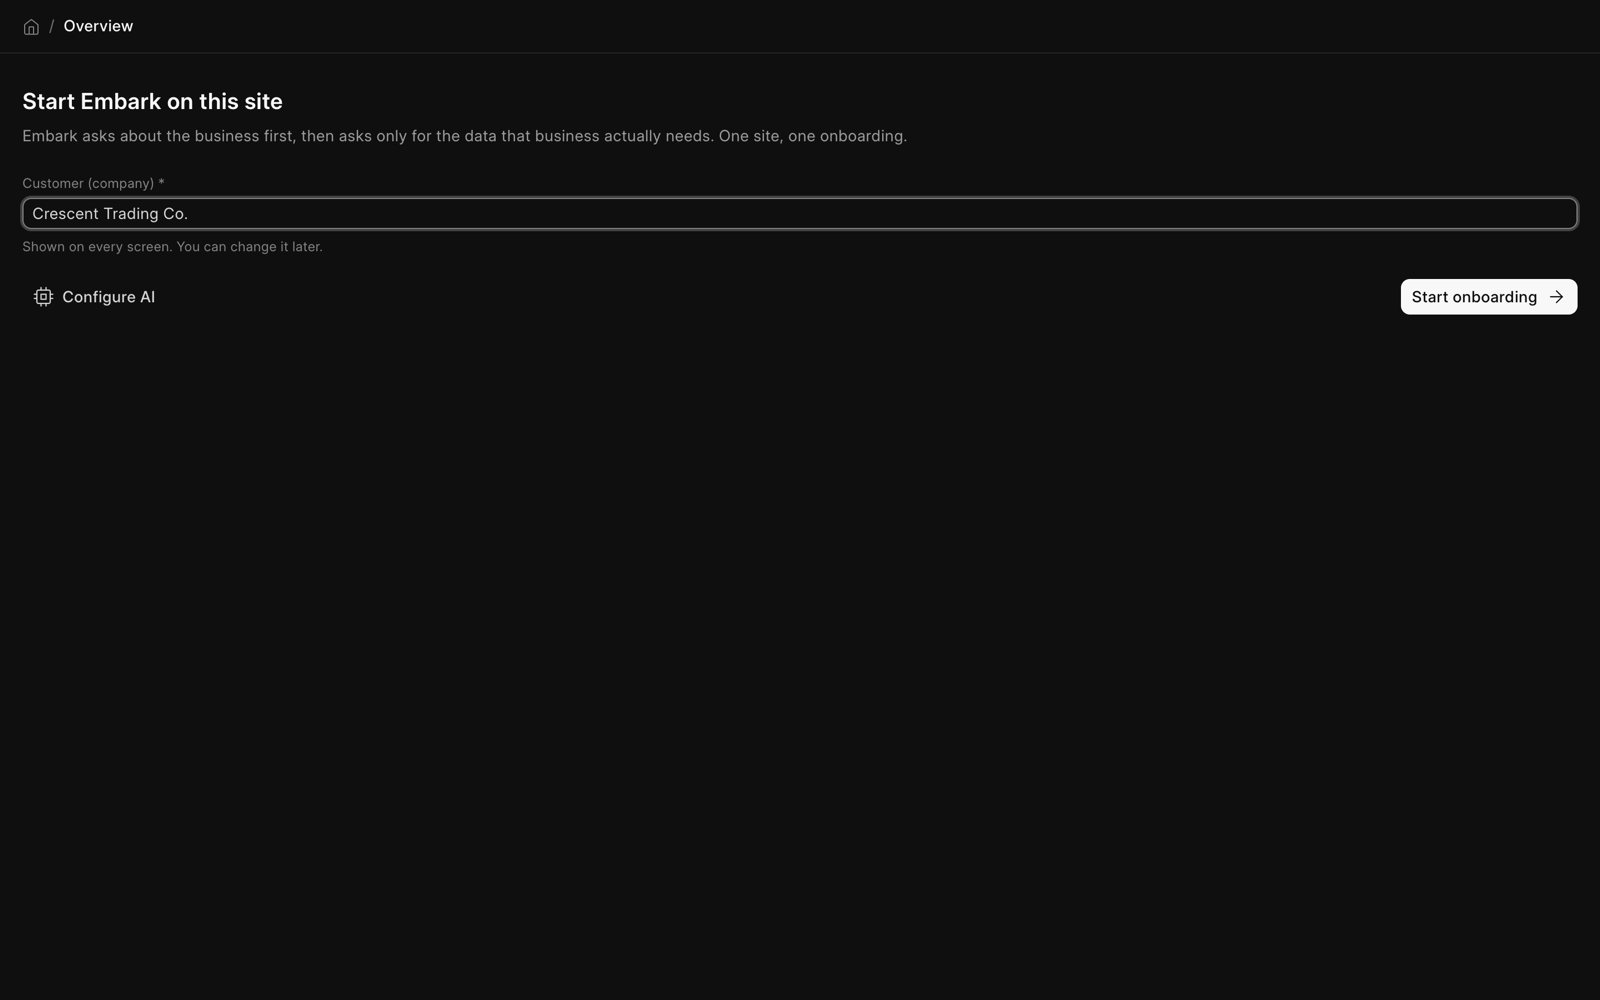 / Overview
Start Embark on this site
Embark asks about the business first, then asks only for the data that business actually needs. One site, one onboarding.
Customer (company) *
Crescent Trading Co.
Shown on every screen. You can change it later.
Configure AI
Start onboarding